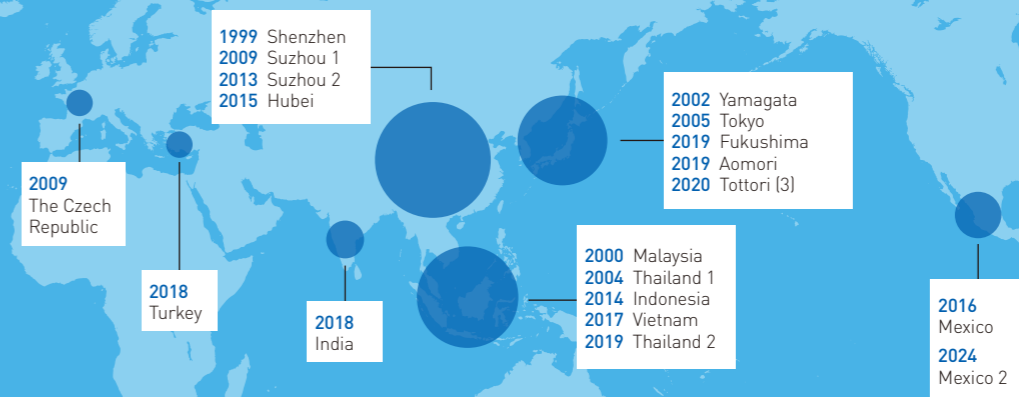 1999 Shenzhen
2009 Suzhou 1
2013 Suzhou 2
2015 Hubei
2002 Yamagata
2005 Tokyo
2019 Fukushima
2019 Aomori
2020 Tottori (3)
2009
The Czech
Republic
2018
Turkey
2018
India
2000 Malaysia
2004 Thailand 1
2014 Indonesia
2017 Vietnam
2019 Thailand 2
2016
Mexico
2024
Mexico 2